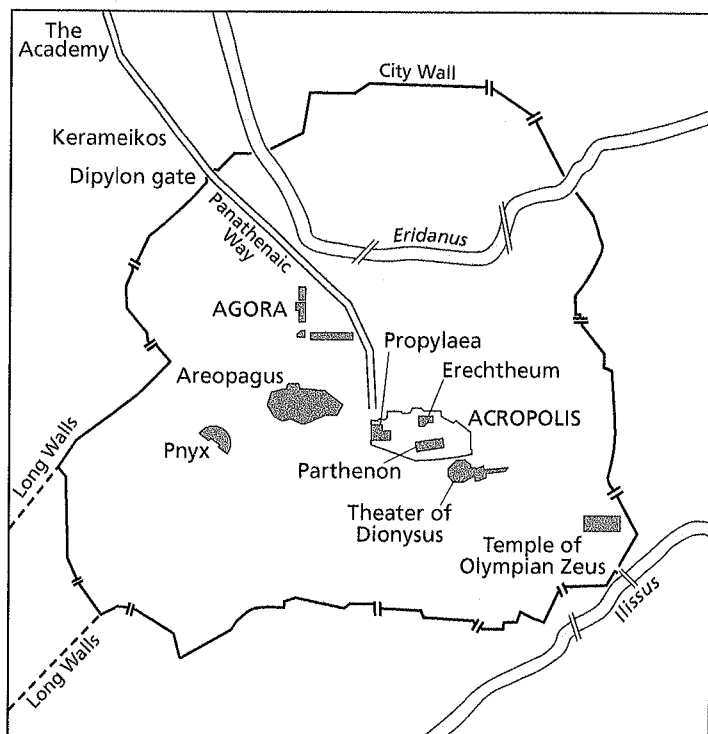 The
Academy
City Wall
Kerameikos
Dipylon gate
Panathenaic
Way
Eridanus
AGORA
Propylaea
Erechtheum
Areopagus
ACROPOLIS
Pnyx
Parthenon
Long Walls
Theater of
Dionysus
Temple of
Olympian Zeus
Ilissus
Long Walls